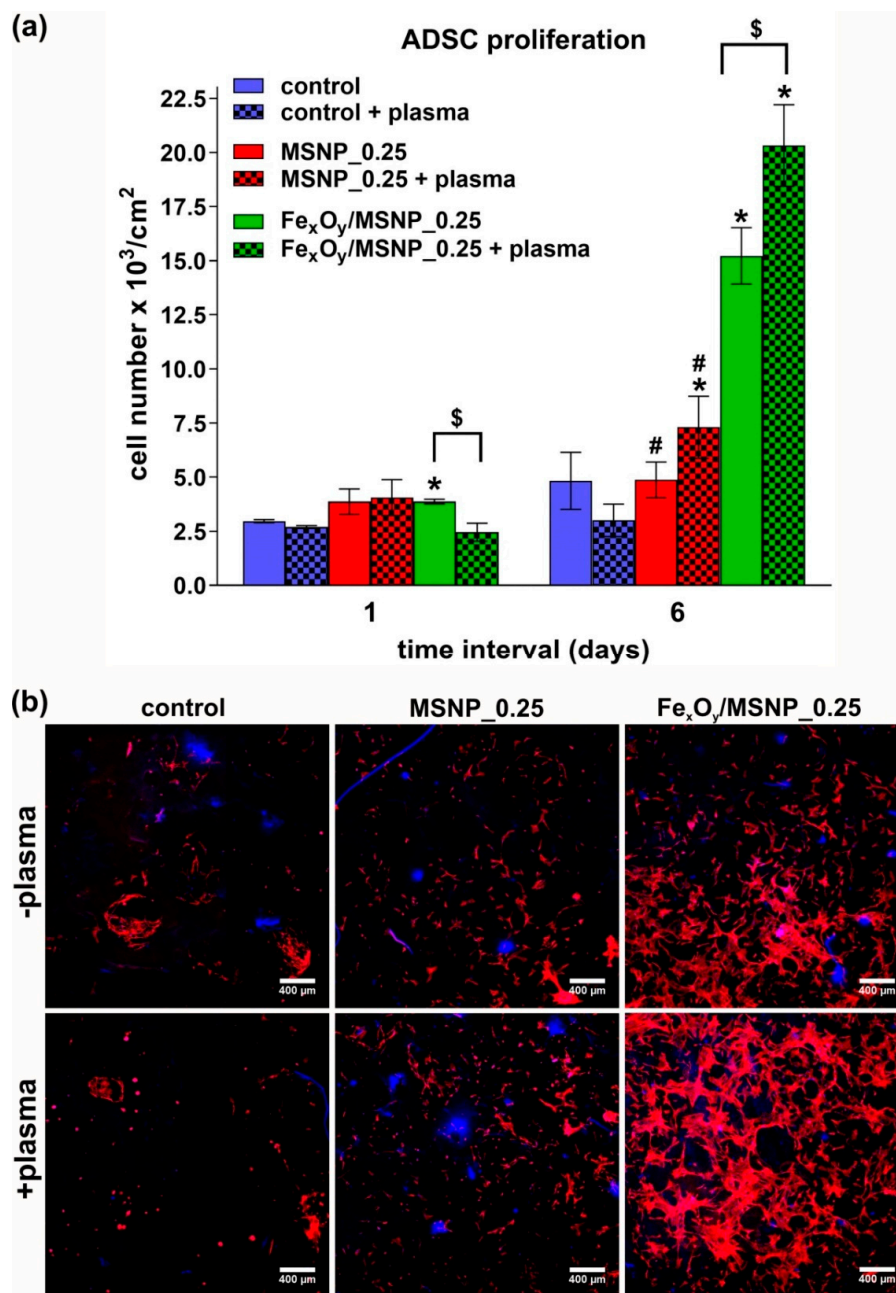 (a)
ADSC proliferation
$
control
control + plasma
MSNP_0.25
MSNP_0.25 + plasma
FeₓOᵧ/MSNP_0.25
FeₓOᵧ/MSNP_0.25 + plasma
cell number x 10³/cm²
22.5
20.0
17.5
15.0
12.5
10.0
7.5
5.0
2.5
0.0
*
$
#
#
*
*
*
1
6
time interval (days)
(b)
control
MSNP_0.25
FeₓOᵧ/MSNP_0.25
-plasma
400 µm
400 µm
400 µm
+plasma
400 µm
400 µm
400 µm